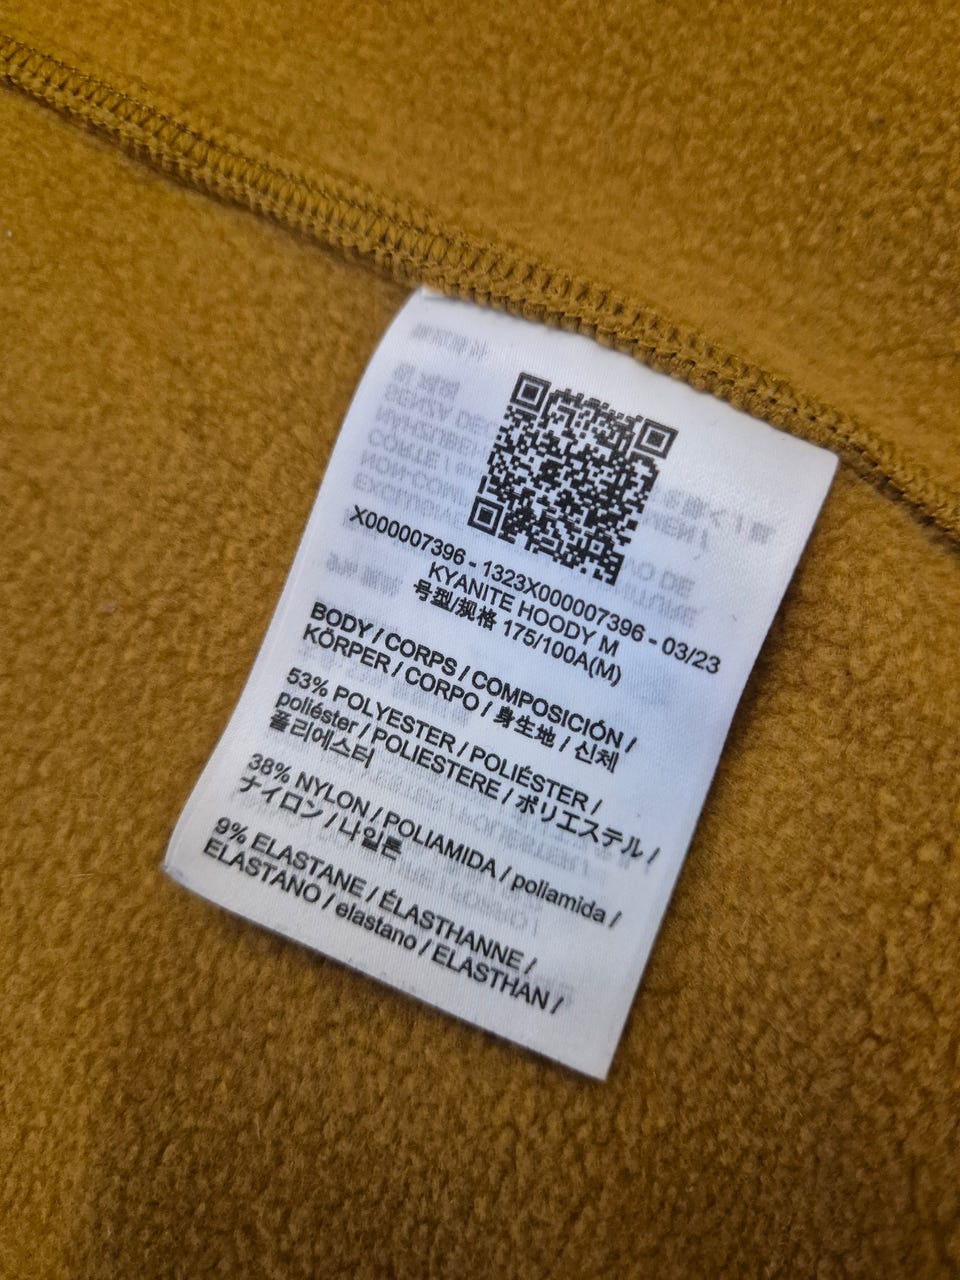 X000007396 - 1323X000007396 - 03/23
KYANITE HOODY M
号型/规格 175/100A(M)
BODY / CORPS / COMPOSICIÓN /
KÖRPER / CORPO / 身生地 / 신체
53% POLYESTER / POLIÉSTER /
poliéster / POLIESTERE / ポリエステル /
폴리에스터
38% NYLON / POLIAMIDA / poliamida /
ナイロン / 나일론
9% ELASTANE / ÉLASTHANNE /
ELASTANO / elastano / ELASTHAN /